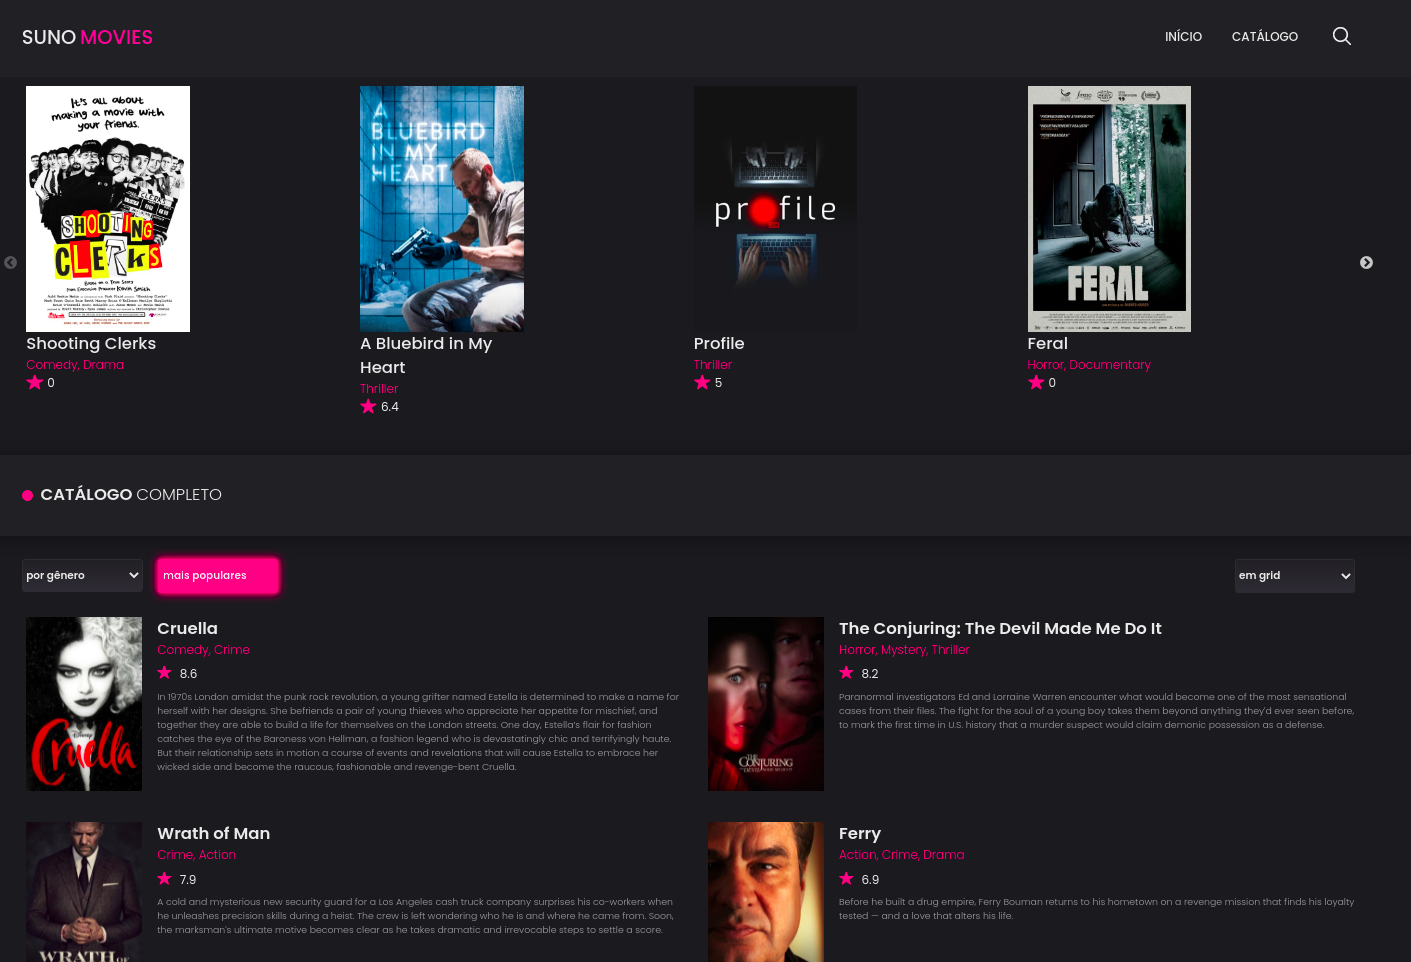 SUNO MOVIES
INÍCIO
CATÁLOGO
It's all about
making a movie with
your friends.
CLERKS
SHOOTING
CLERKS
Based on a True Story
from Executive Producer Kevin Smith
A
BLUEBIRD
IN MY
HEART
profile
FERAL
Shooting Clerks
Comedy, Drama
0
A Bluebird in My
Heart
Thriller
6.4
Profile
Thriller
5
Feral
Horror, Documentary
0
CATÁLOGO COMPLETO
por gênero
mais populares
em grid
Disney
Cruella
Cruella
Comedy, Crime
8.6
In 1970s London amidst the punk rock revolution, a young grifter named Estella is determined to make a name for
herself with her designs. She befriends a pair of young thieves who appreciate her appetite for mischief, and
together they are able to build a life for themselves on the London streets. One day, Estella's flair for fashion
catches the eye of the Baroness von Hellman, a fashion legend who is devastatingly chic and terrifyingly haute.
But their relationship sets in motion a course of events and revelations that will cause Estella to embrace her
wicked side and become the raucous, fashionable and revenge-bent Cruella.
THE
CONJURING
The Conjuring: The Devil Made Me Do It
Horror, Mystery, Thriller
8.2
Paranormal investigators Ed and Lorraine Warren encounter what would become one of the most sensational
cases from their files. The fight for the soul of a young boy takes them beyond anything they'd ever seen before,
to mark the first time in U.S. history that a murder suspect would claim demonic possession as a defense.
WRATH OF
Wrath of Man
Crime, Action
7.9
A cold and mysterious new security guard for a Los Angeles cash truck company surprises his co-workers when
he unleashes precision skills during a heist. The crew is left wondering who he is and where he came from. Soon,
the marksman's ultimate motive becomes clear as he takes dramatic and irrevocable steps to settle a score.
Ferry
Action, Crime, Drama
6.9
Before he built a drug empire, Ferry Bouman returns to his hometown on a revenge mission that finds his loyalty
tested — and a love that alters his life.